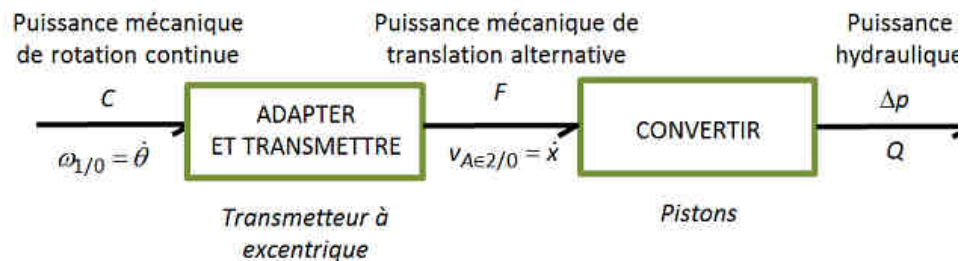 Puissance mécanique
de rotation continue
Puissance mécanique de
translation alternative
Puissance
hydraulique
C
ω1/0 = θ̇
ADAPTER
ET TRANSMETTRE
F
vA∈2/0 = ẋ
CONVERTIR
Δp
Q
Transmetteur à
excentrique
Pistons